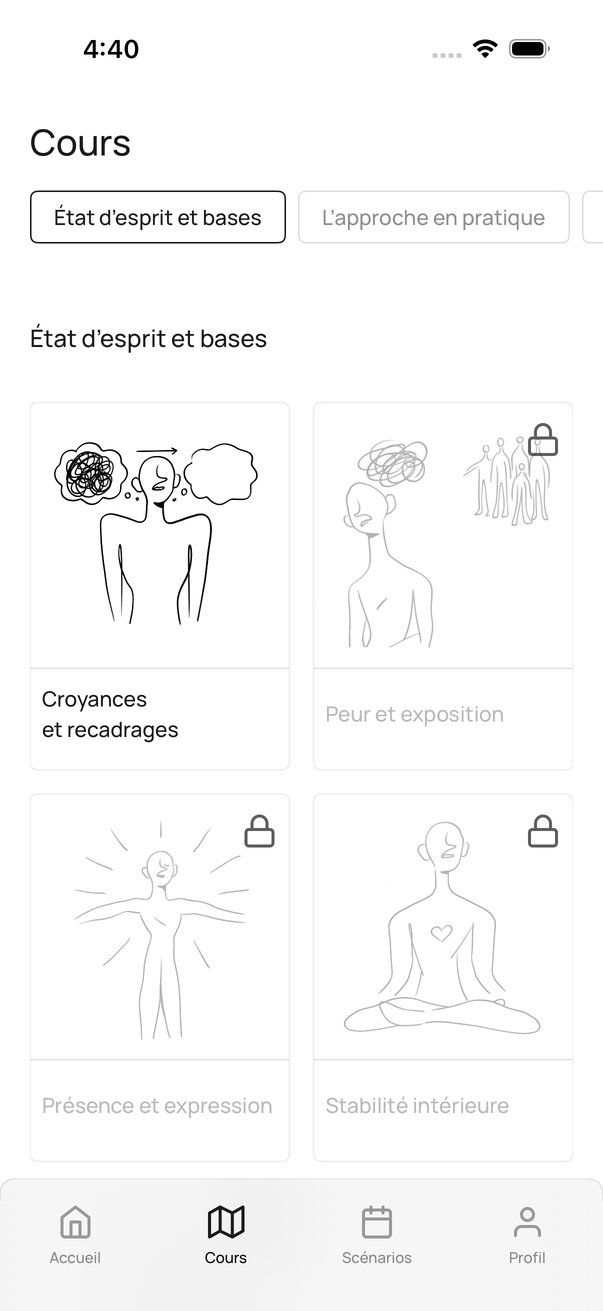 4:40
Cours
État d’esprit et bases
L’approche en pratique
État d’esprit et bases
Croyances
et recadrages
Peur et exposition
Présence et expression
Stabilité intérieure
Accueil
Cours
Scénarios
Profil